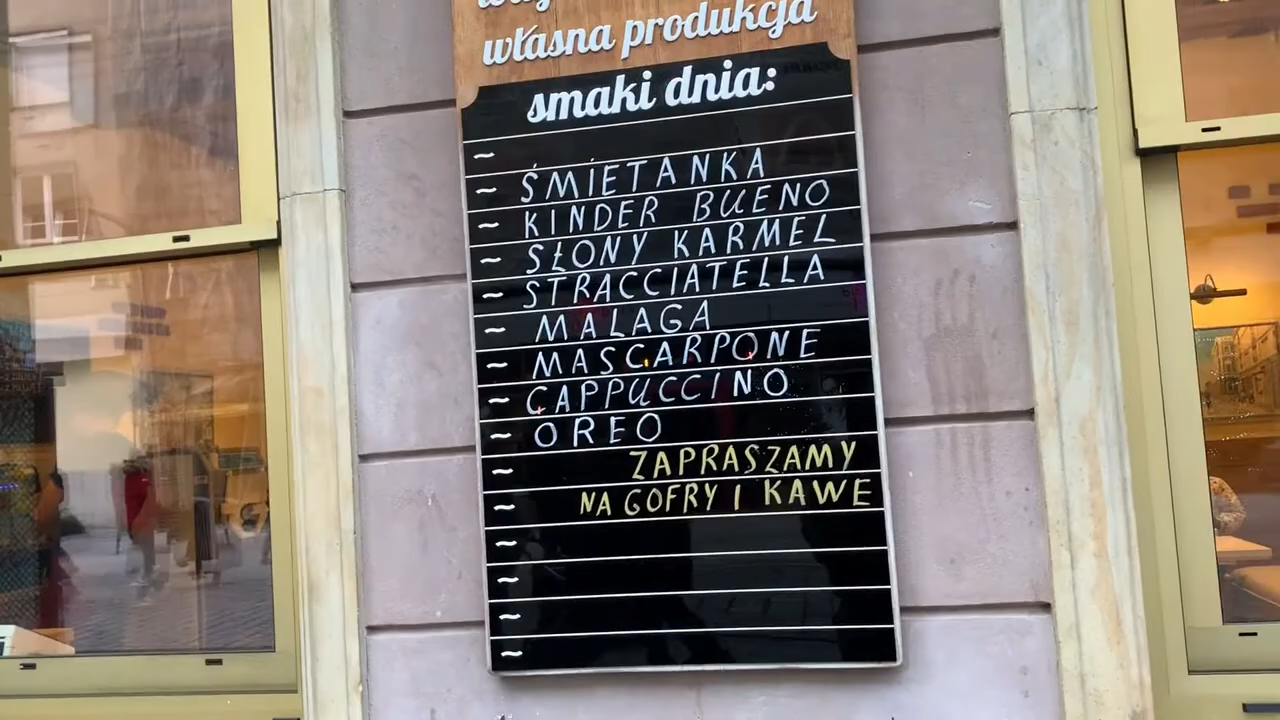 własna produkcja
smaki dnia:
ŚMIETANKA
KINDER BUENO
SŁONY KARMEL
STRACCIATELLA
MALAGA
MASCARPONE
CAPPUCCINO
OREO
ZAPRASZAMY
NA GOFRY I KAWE